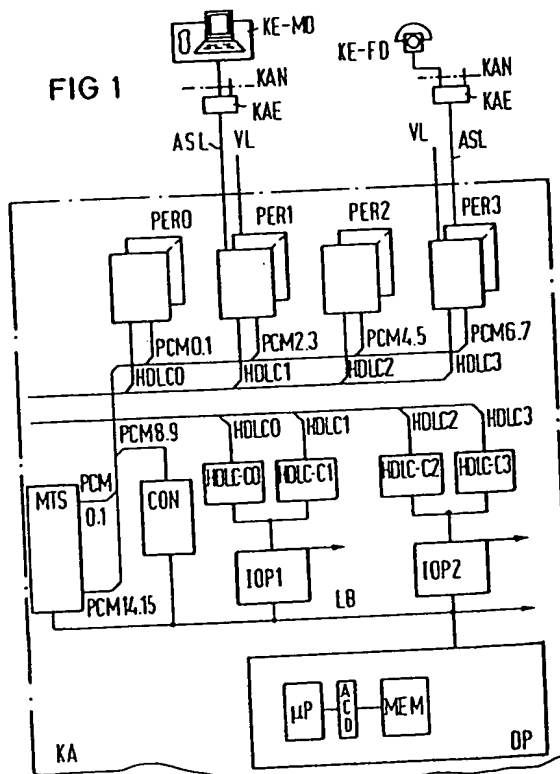 FIG 1
KE-MO
KE-FO
KAN
KAE
KAN
KAE
ASL
VL
VL
ASL
PER0
PER1
PER2
PER3
PCM0.1
PCM2.3
PCM4.5
PCM6.7
HDLC0
HDLC1
HDLC2
HDLC3
PCM8.9
HDLC0
HDLC1
HDLC2
HDLC3
PCM
0.1
MTS
CON
HDLC-C0
HDLC-C1
HDLC-C2
HDLC-C3
IOP1
IOP2
PCM14.15
LB
µP
A
C
D
MEM
KA
DP